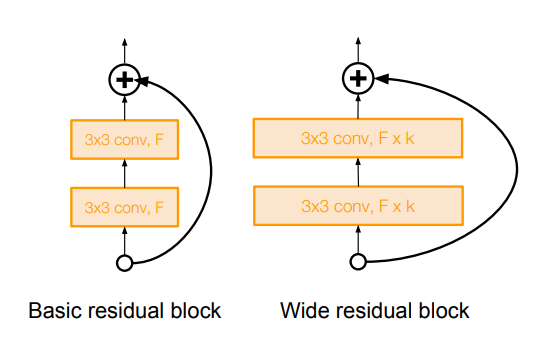 3x3 conv, F
3x3 conv, F
Basic residual block
3x3 conv, F x k
3x3 conv, F x k
Wide residual block